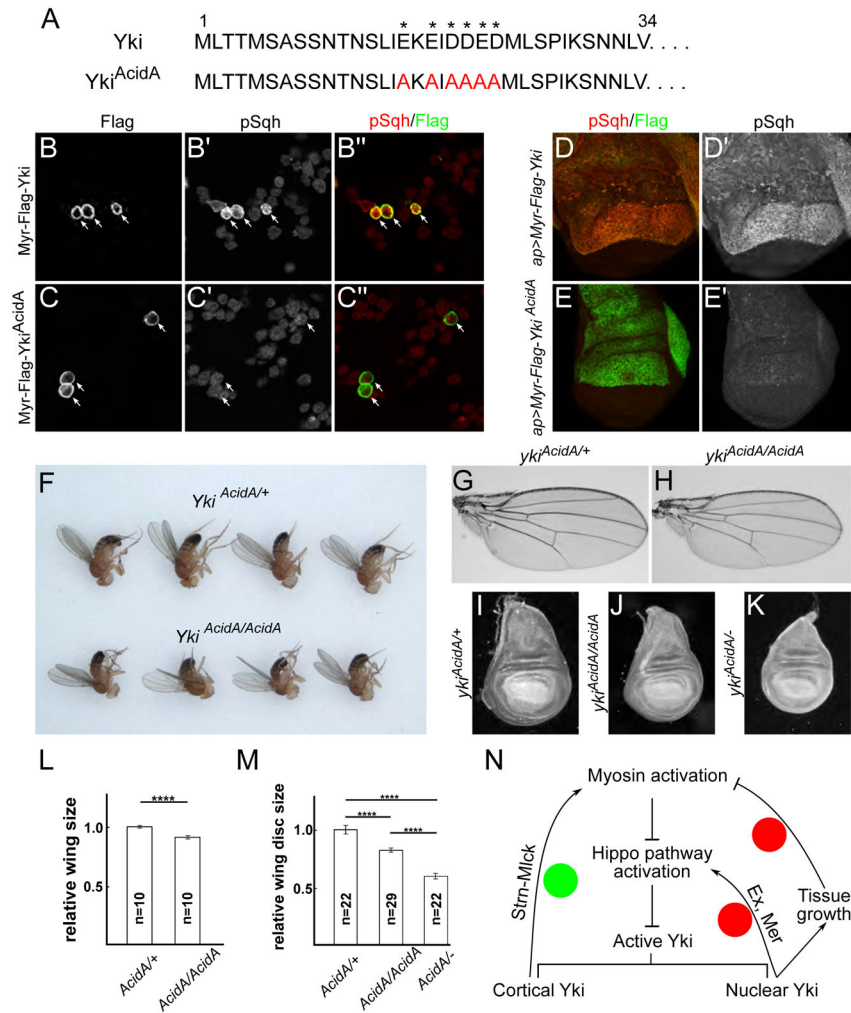 A
1 * * * * * * 34
Yki MLTTMSASSNTNSLIEKEIDDEDMLSPIKSNNLV. . . .
Yki AcidA MLTTMSASSNTNSLIAKAIAAAAMLSPIKSNNLV. . . .
Flag pSqh pSqh/Flag pSqh/Flag pSqh
Myr-Flag-Yki
B B' B"
ap>Myr-Flag-Yki
D D'
Myr-Flag-Yki AcidA
C C' C"
ap>Myr-Flag-Yki AcidA
E E'
F
Yki AcidA/+
Yki AcidA/AcidA
yki AcidA/+ yki AcidA/AcidA
G H
yki AcidA/+
I
yki AcidA/AcidA
J
yki AcidA/-
K
L
relative wing size
****
1.0
0.5
n=10 n=10
AcidA/+ AcidA/AcidA
M
relative wing disc size
****
**** ****
1.0
0.5
n=22 n=29 n=22
AcidA/+ AcidA/AcidA AcidA/-
N
Myosin activation
Strn-Mlck
Hippo pathway
activation
Ex, Mer
Tissue
growth
Active Yki
Cortical Yki Nuclear Yki